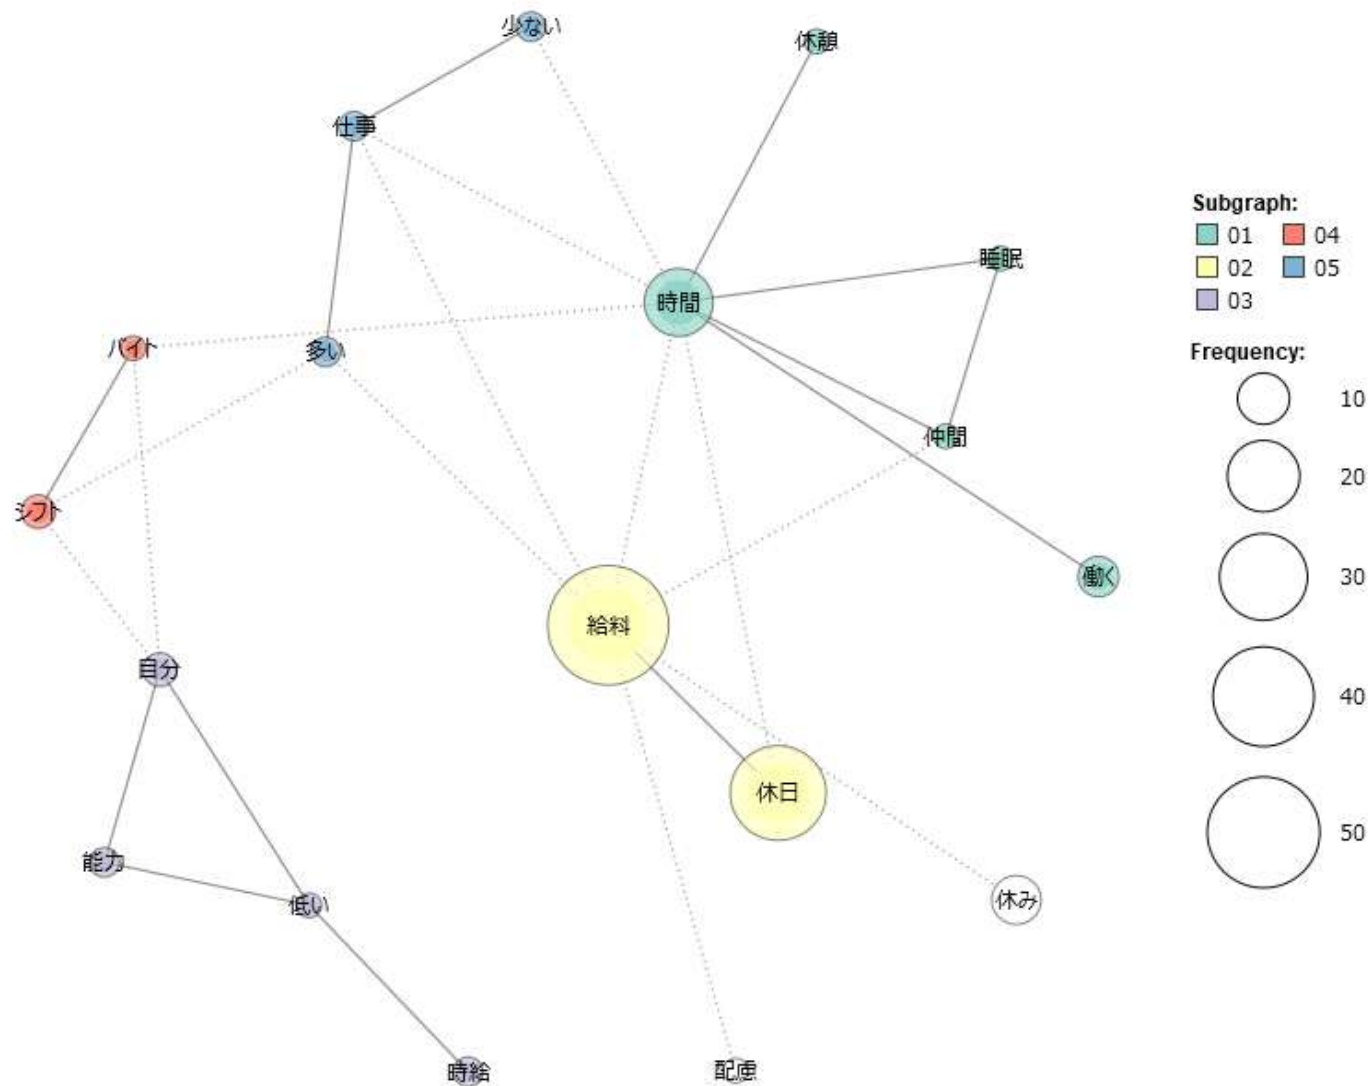 少ない
休憩
仕事
睡眠
時間
バイト
多い
仲間
シフト
働く
給料
自分
休日
能力
低い
休み
時給
配慮
Subgraph:
01 04
02 05
03
Frequency:
10
20
30
40
50